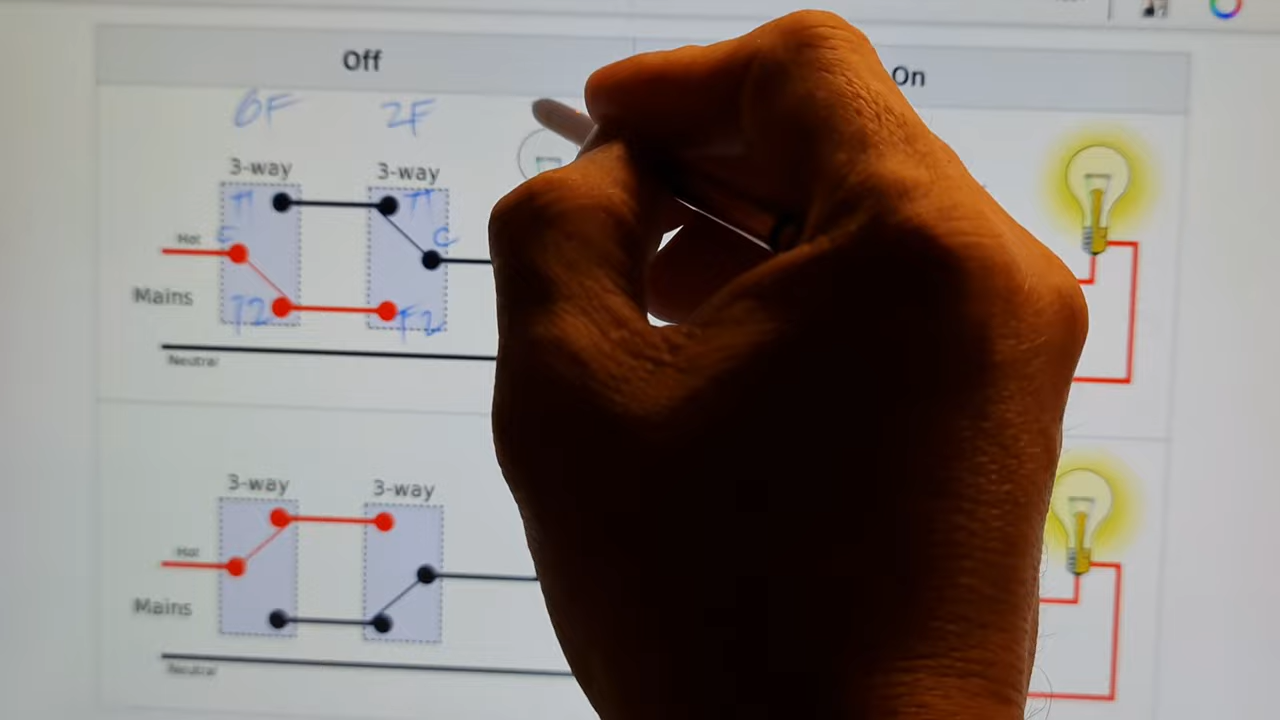 Off
On
GF 2F
3-way 3-way
T1 T1
Hot C
Mains
T2 T2
Neutral
3-way 3-way
Hot
Mains
Neutral